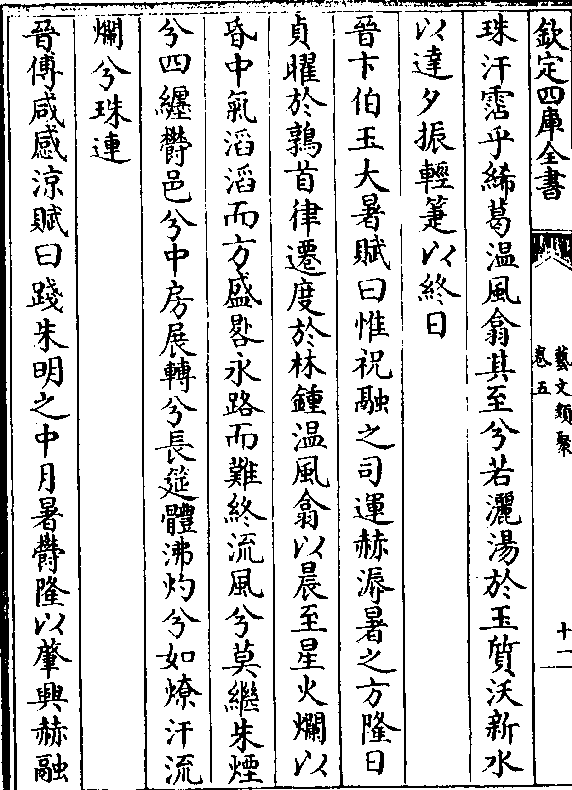 欽定四庫全書
藝文類聚
卷五
十一
珠汗霑乎絺葛温風翕其至兮若灑湯於玉質沃新水
以達夕振輕箑以終日
晉卞伯玉大暑賦曰惟祝融之司運赫溽暑之方隆日
貞曜於鶉首律遷度於林鍾温風翕以晨至星火爛以
昏中氣滔滔而方盛晷永路而難終流風兮莫繼朱煙
兮四纏欝邑兮中房展轉兮長筵體沸灼兮如燎汗流
爛兮珠連
晉傅咸感涼賦曰踐朱明之中月暑欝隆以肇興赫融